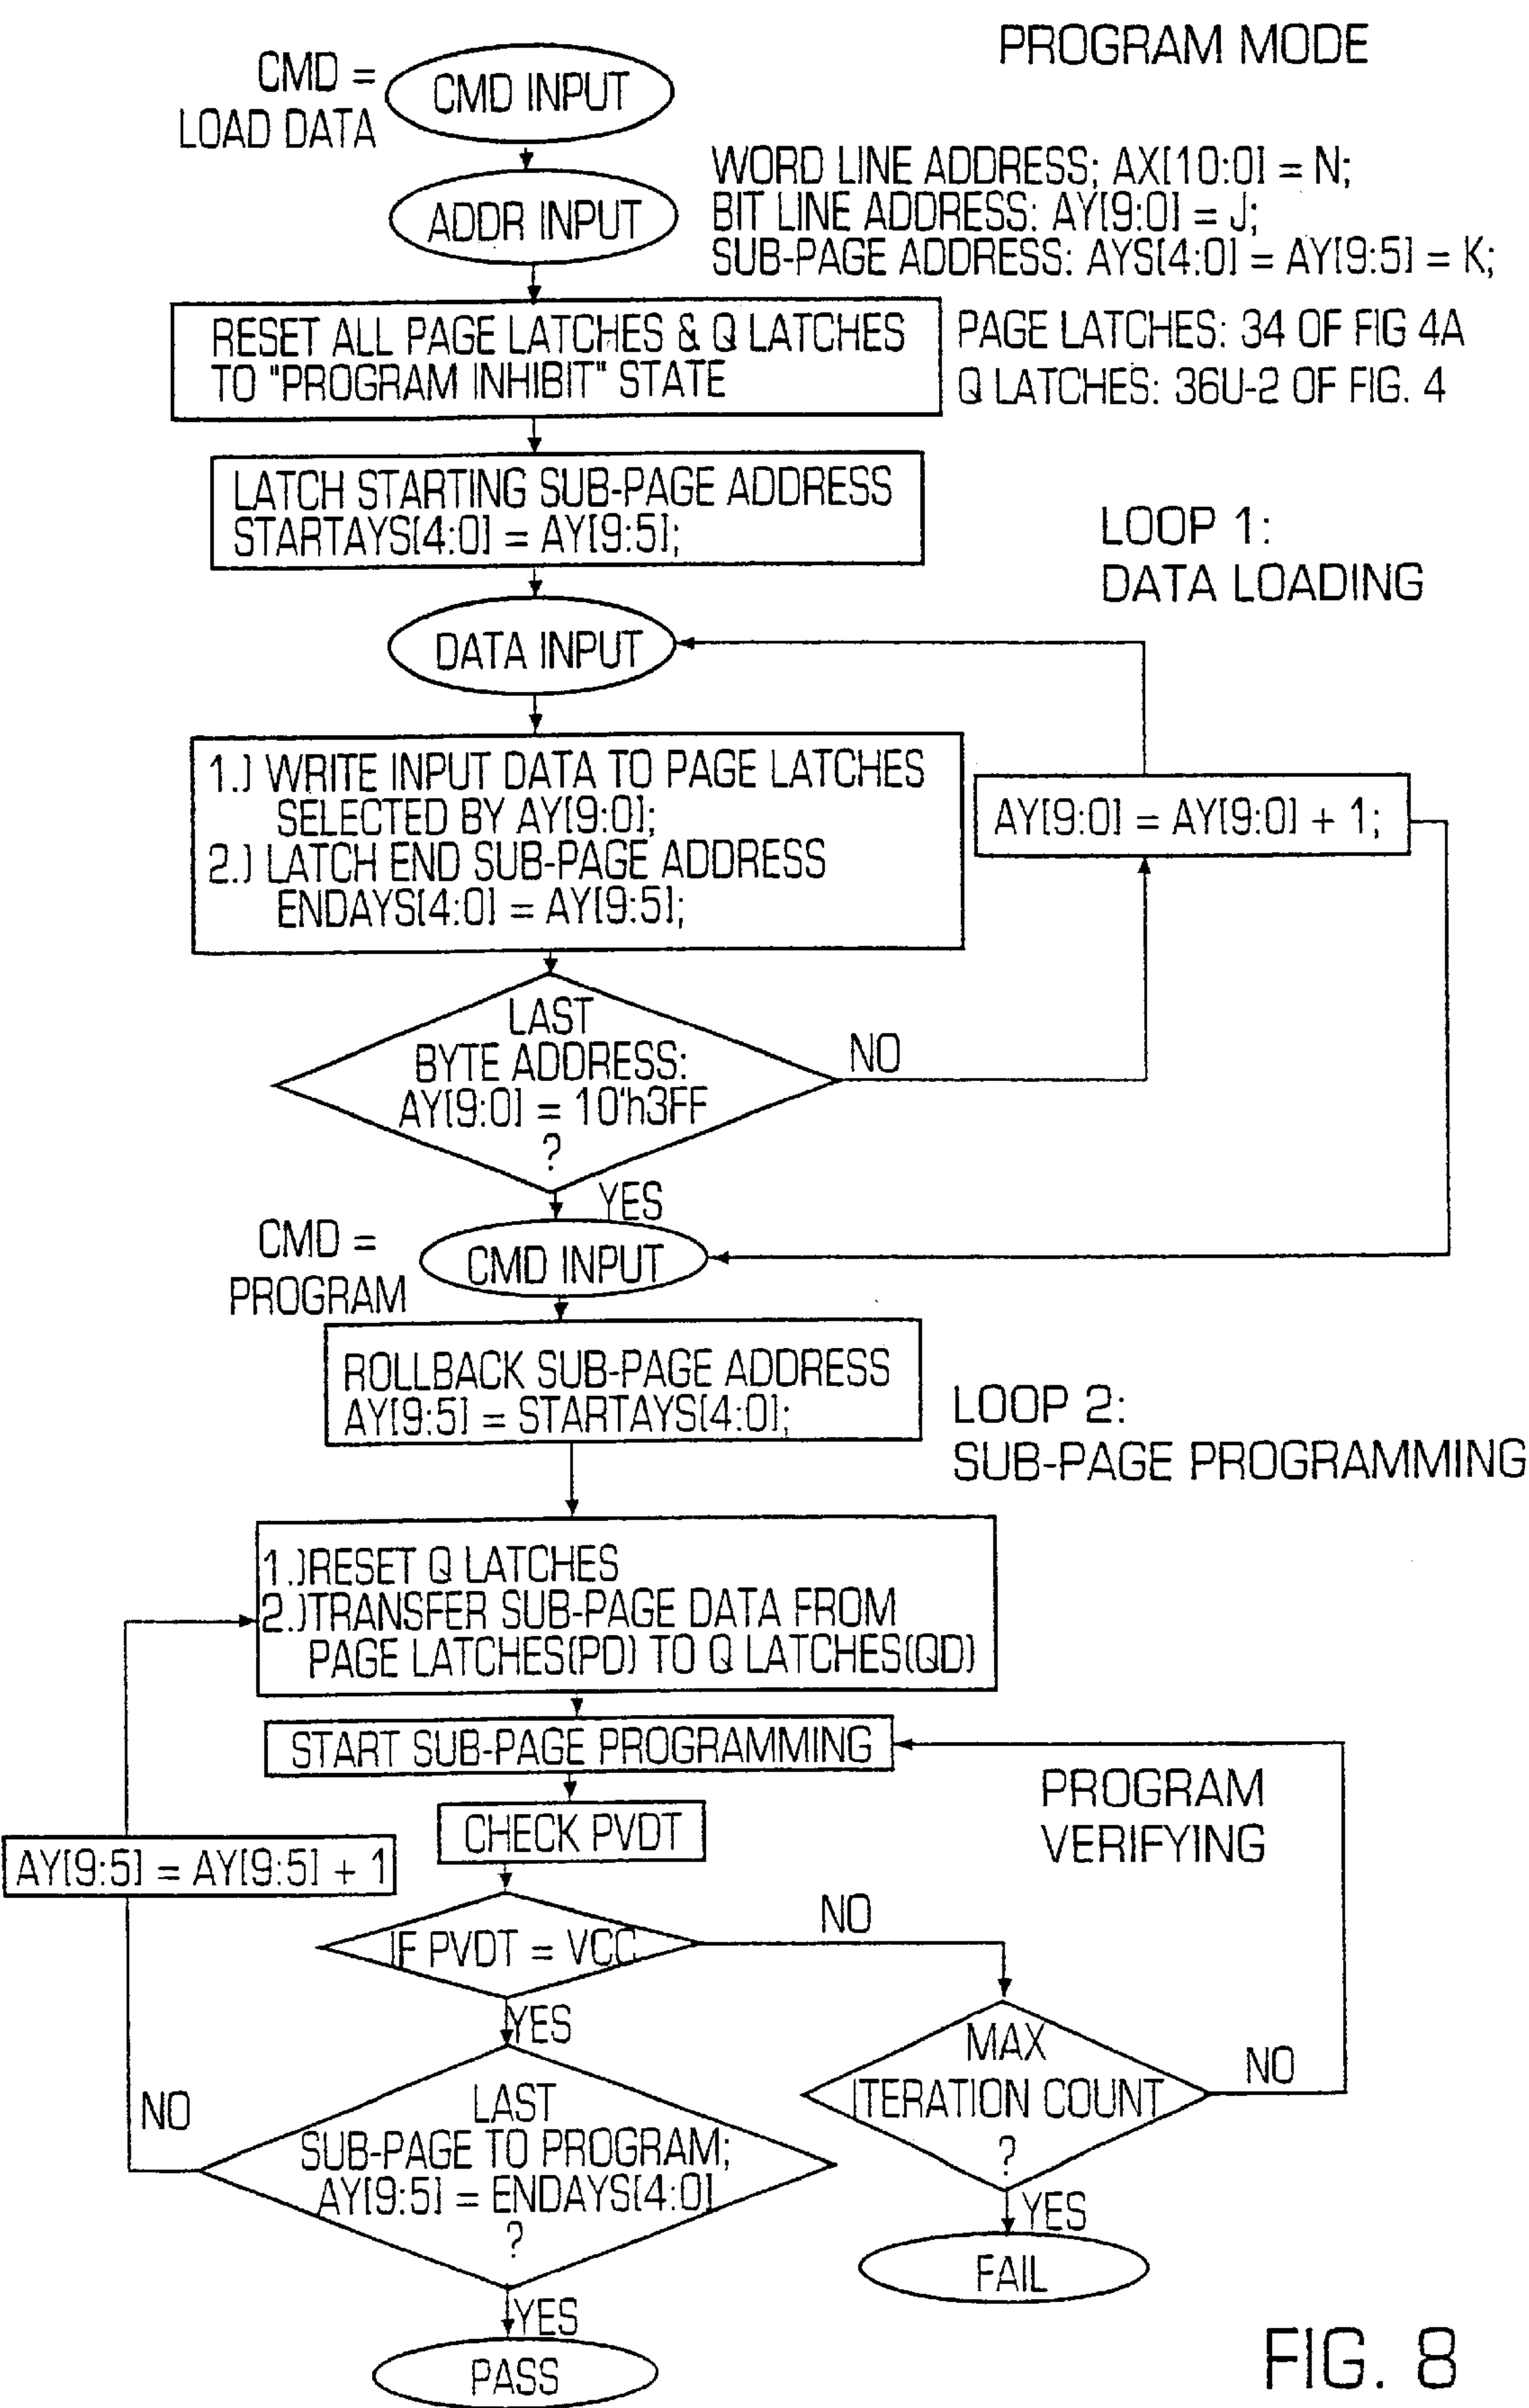 PROGRAM MODE
CMD =
LOAD DATA
CMD INPUT
ADDR INPUT
WORD LINE ADDRESS; AX[10:0] = N;
BIT LINE ADDRESS: AY[9:0] = J;
SUB-PAGE ADDRESS: AYS[4:0] = AY[9:5] = K;
RESET ALL PAGE LATCHES & Q LATCHES
TO "PROGRAM INHIBIT" STATE
PAGE LATCHES: 34 OF FIG 4A
Q LATCHES: 36U-2 OF FIG. 4
LATCH STARTING SUB-PAGE ADDRESS
STARTAYS[4:0] = AY[9:5];
LOOP 1:
DATA LOADING
DATA INPUT
1.) WRITE INPUT DATA TO PAGE LATCHES
SELECTED BY AY[9:0];
2.) LATCH END SUB-PAGE ADDRESS
ENDAYS[4:0] = AY[9:5];
AY[9:0] = AY[9:0] + 1;
LAST
BYTE ADDRESS:
AY[9:0] = 10'h3FF
?
NO
YES
CMD =
PROGRAM
CMD INPUT
ROLLBACK SUB-PAGE ADDRESS
AY[9:5] = STARTAYS[4:0];
LOOP 2:
SUB-PAGE PROGRAMMING
1.)RESET Q LATCHES
2.)TRANSFER SUB-PAGE DATA FROM
PAGE LATCHES(PD) TO Q LATCHES(QD)
START SUB-PAGE PROGRAMMING
PROGRAM
VERIFYING
CHECK PVDT
AY[9:5] = AY[9:5] + 1
IF PVDT = VCC
NO
YES
MAX
ITERATION COUNT
?
NO
YES
FAIL
LAST
SUB-PAGE TO PROGRAM;
AY[9:5] = ENDAYS[4:0]
?
NO
YES
PASS
FIG. 8